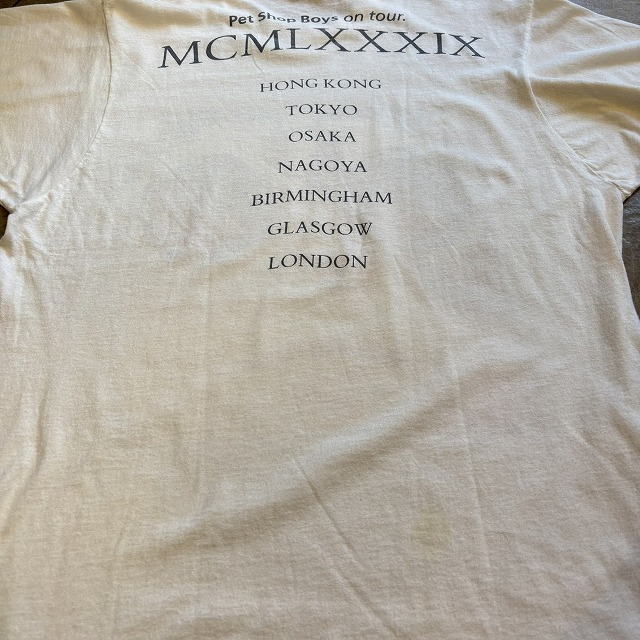 Pet Shop Boys on tour.
MCMLXXXIX
HONG KONG
TOKYO
OSAKA
NAGOYA
BIRMINGHAM
GLASGOW
LONDON